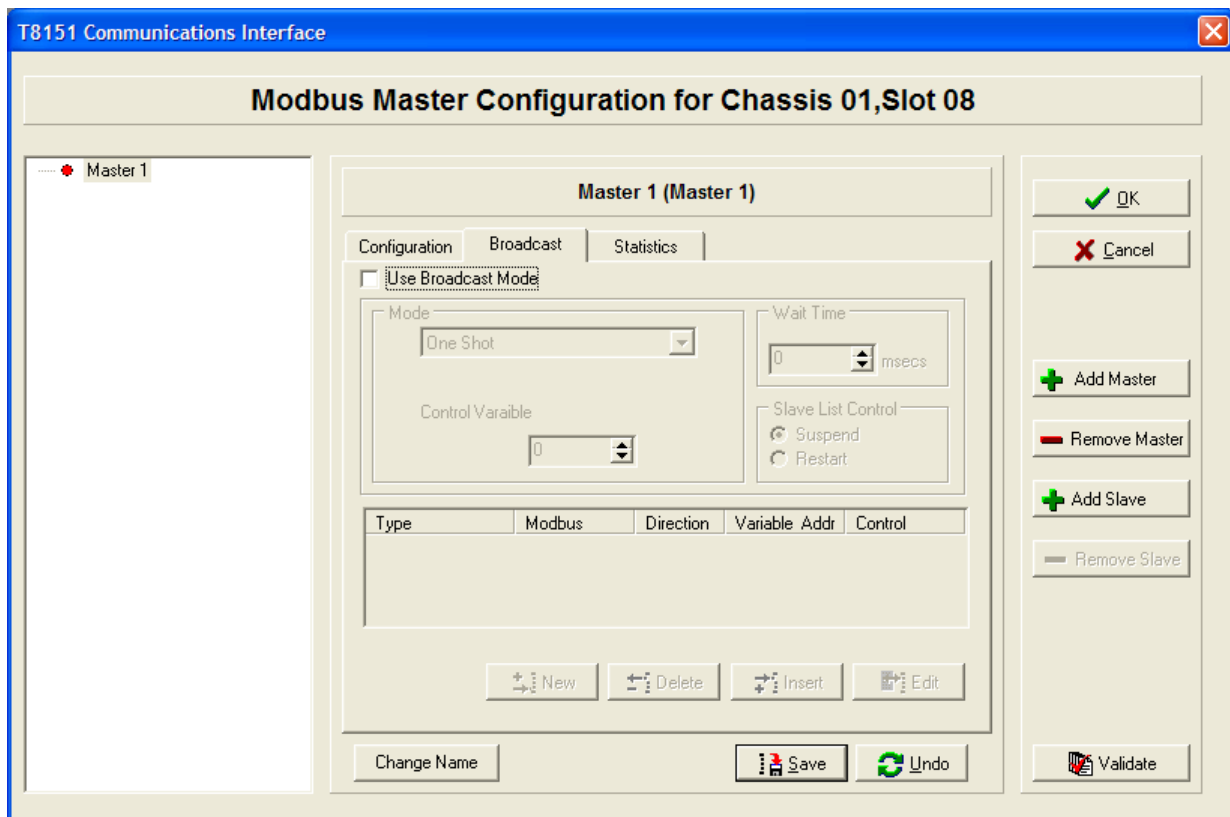 T8151 Communications Interface
Modbus Master Configuration for Chassis 01,Slot 08
Master 1
Master 1 (Master 1)
Configuration Broadcast Statistics
Use Broadcast Mode
Mode
One Shot
Control Varaible
0
Wait Time
0 msecs
Slave List Control
Suspend
Restart
Type Modbus Direction Variable Addr Control
New Delete Insert Edit
Change Name Save Undo
OK
Cancel
Add Master
Remove Master
Add Slave
Remove Slave
Validate